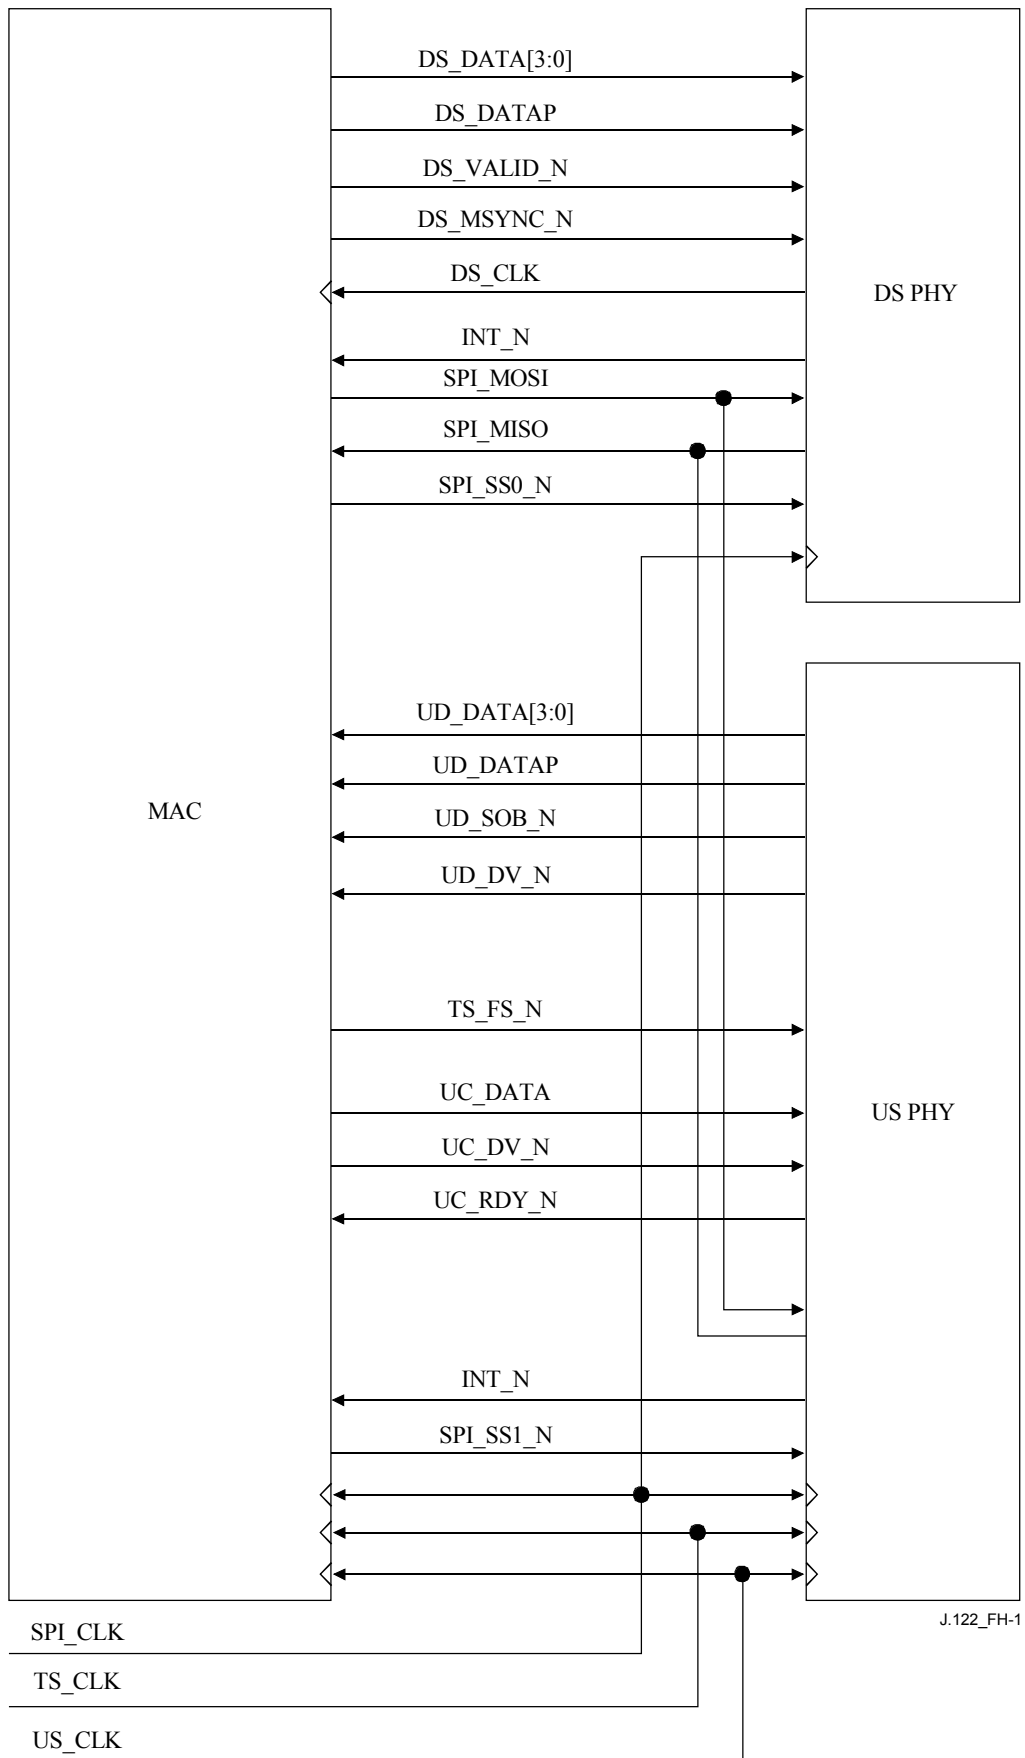 DS_DATA[3:0]
DS_DATAP
DS_VALID_N
DS_MSYNC_N
DS_CLK
DS PHY
INT_N
SPI_MOSI
SPI_MISO
SPI_SS0_N
UD_DATA[3:0]
UD_DATAP
MAC
UD_SOB_N
UD_DV_N
TS_FS_N
UC_DATA
US PHY
UC_DV_N
UC_RDY_N
INT_N
SPI_SS1_N
J.122_FH-1
SPI_CLK
TS_CLK
US_CLK